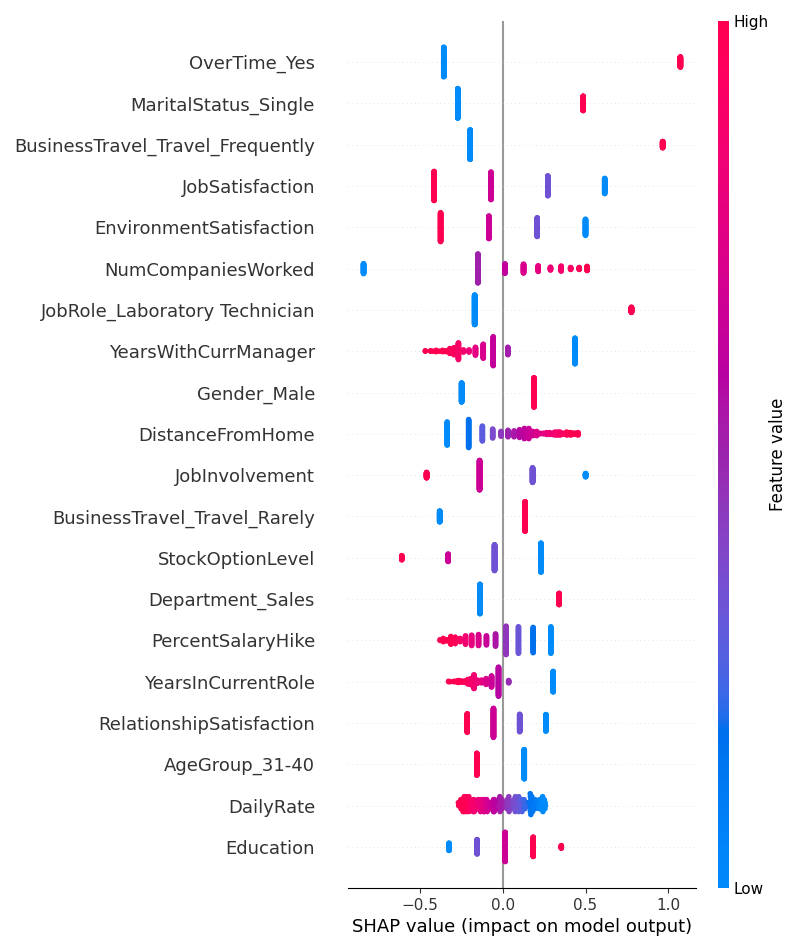 High
OverTime_Yes
MaritalStatus_Single
BusinessTravel_Travel_Frequently
JobSatisfaction
EnvironmentSatisfaction
NumCompaniesWorked
JobRole_Laboratory Technician
YearsWithCurrManager
Gender_Male
DistanceFromHome
JobInvolvement
BusinessTravel_Travel_Rarely
StockOptionLevel
Department_Sales
PercentSalaryHike
YearsInCurrentRole
RelationshipSatisfaction
AgeGroup_31-40
DailyRate
Education
Feature value
Low
−0.5 0.0 0.5 1.0
SHAP value (impact on model output)